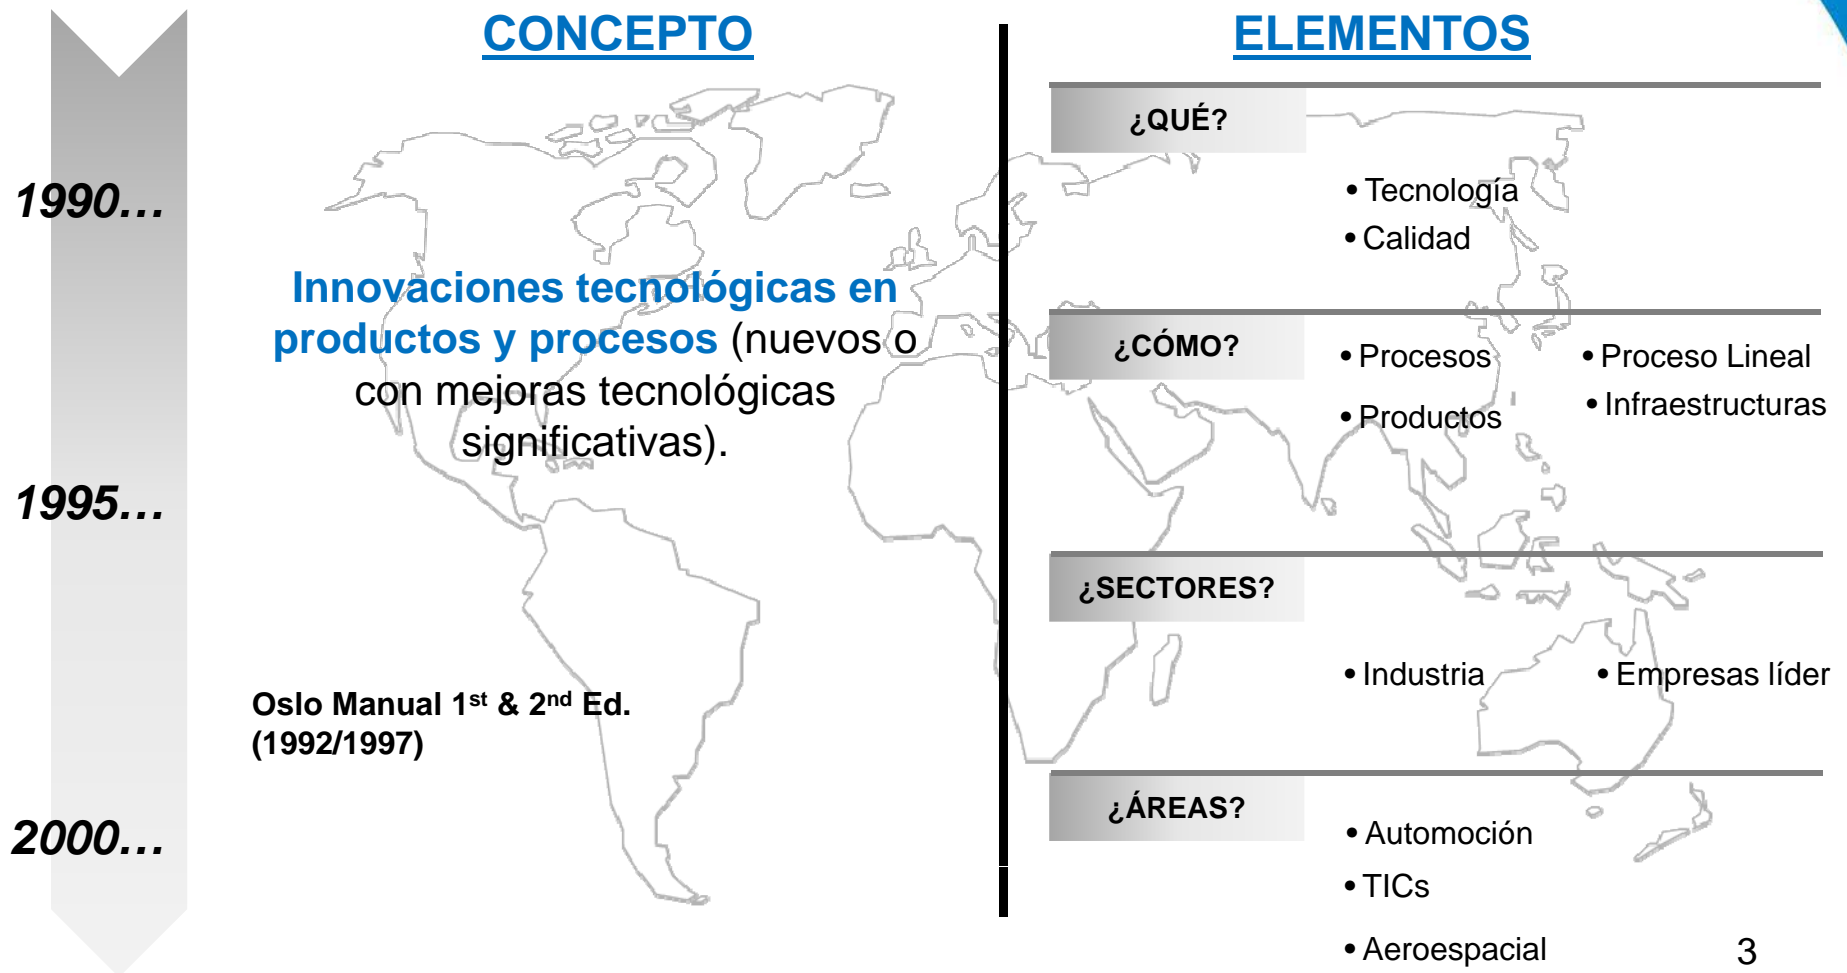 CONCEPTO
ELEMENTOS
1990…
1995…
2000…
Innovaciones tecnológicas en
productos y procesos (nuevos o
con mejoras tecnológicas
significativas).
Oslo Manual 1st & 2nd Ed.
(1992/1997)
¿QUÉ?
• Tecnología
• Calidad
¿CÓMO?
• Procesos
• Productos
• Proceso Lineal
• Infraestructuras
¿SECTORES?
• Industria
• Empresas líder
¿ÁREAS?
• Automoción
• TICs
• Aeroespacial
3